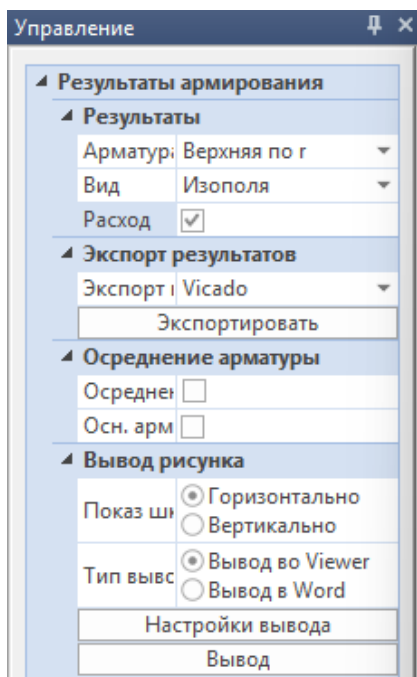 Управление
Результаты армирования
Результаты
Арматура Верхняя по r
Вид Изополя
Расход
Экспорт результатов
Экспорт Vicado
Экспортировать
Осреднение арматуры
Осреднен
Осн. арм
Вывод рисунка
Показ шк
Горизонтально
Вертикально
Тип выво
Вывод во Viewer
Вывод в Word
Настройки вывода
Вывод